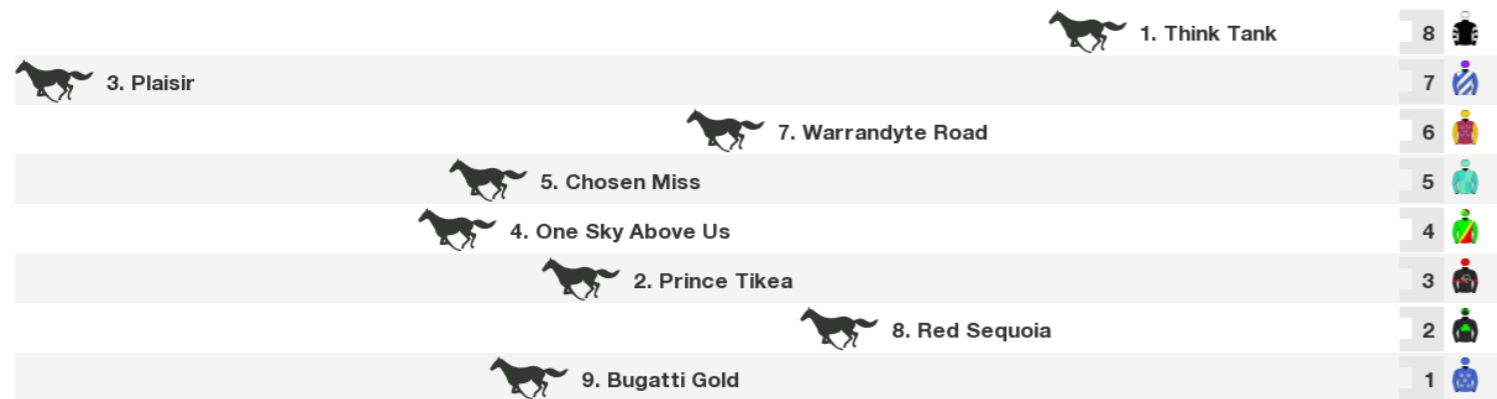 1. Think Tank 8
3. Plaisir 7
7. Warrandyte Road 6
5. Chosen Miss 5
4. One Sky Above Us 4
2. Prince Tikea 3
8. Red Sequoia 2
9. Bugatti Gold 1